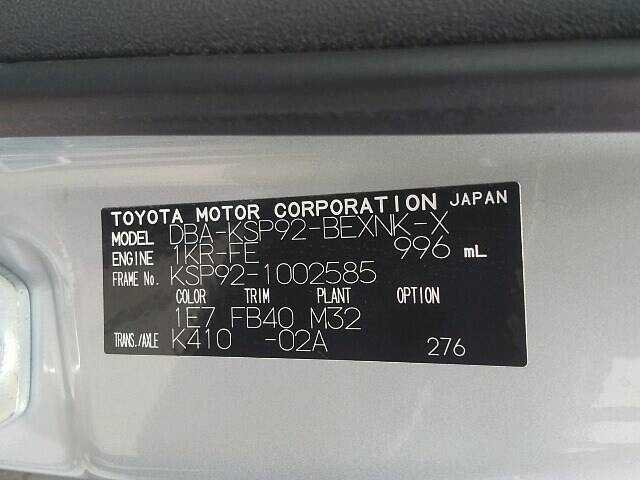 TOYOTA MOTOR CORPORATION JAPAN
MODEL DBA-KSP92-BEXNK-X
ENGINE 1KR-FE 996 mL
FRAME No. KSP92-1002585
COLOR TRIM PLANT OPTION
1E7 FB40 M32
TRANS./AXLE K410 -02A 276